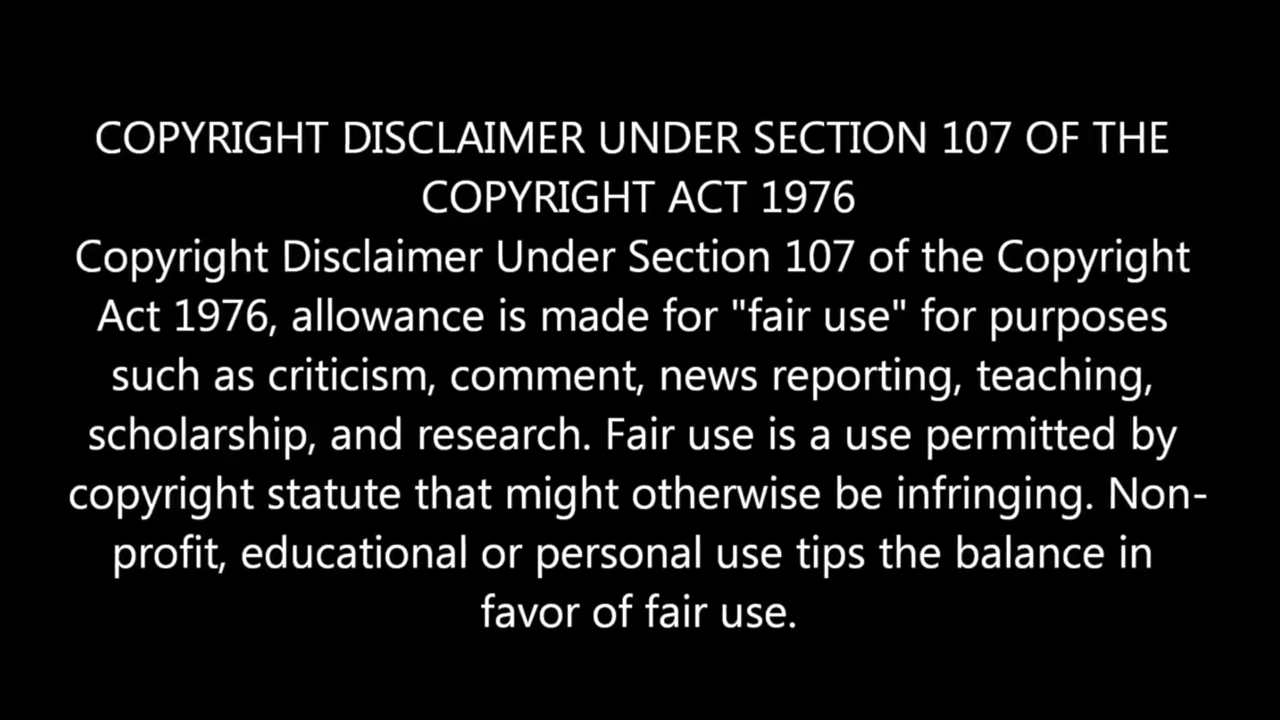 COPYRIGHT DISCLAIMER UNDER SECTION 107 OF THE
COPYRIGHT ACT 1976
Copyright Disclaimer Under Section 107 of the Copyright
Act 1976, allowance is made for "fair use" for purposes
such as criticism, comment, news reporting, teaching,
scholarship, and research. Fair use is a use permitted by
copyright statute that might otherwise be infringing. Non-
profit, educational or personal use tips the balance in
favor of fair use.